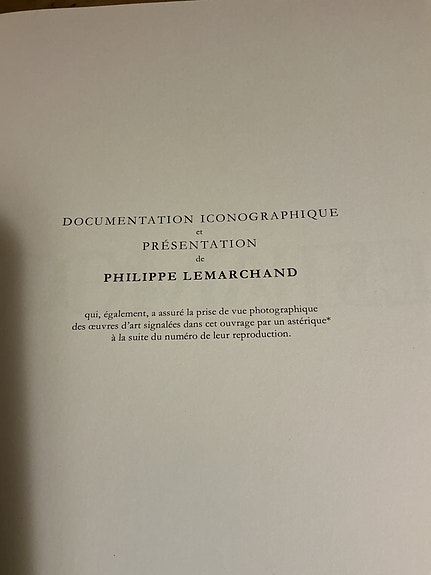 DOCUMENTATION ICONOGRAPHIQUE
et
PRÉSENTATION
de
PHILIPPE LEMARCHAND
qui, également, a assuré la prise de vue photographique
des œuvres d'art signalées dans cet ouvrage par un astérique*
à la suite du numéro de leur reproduction.